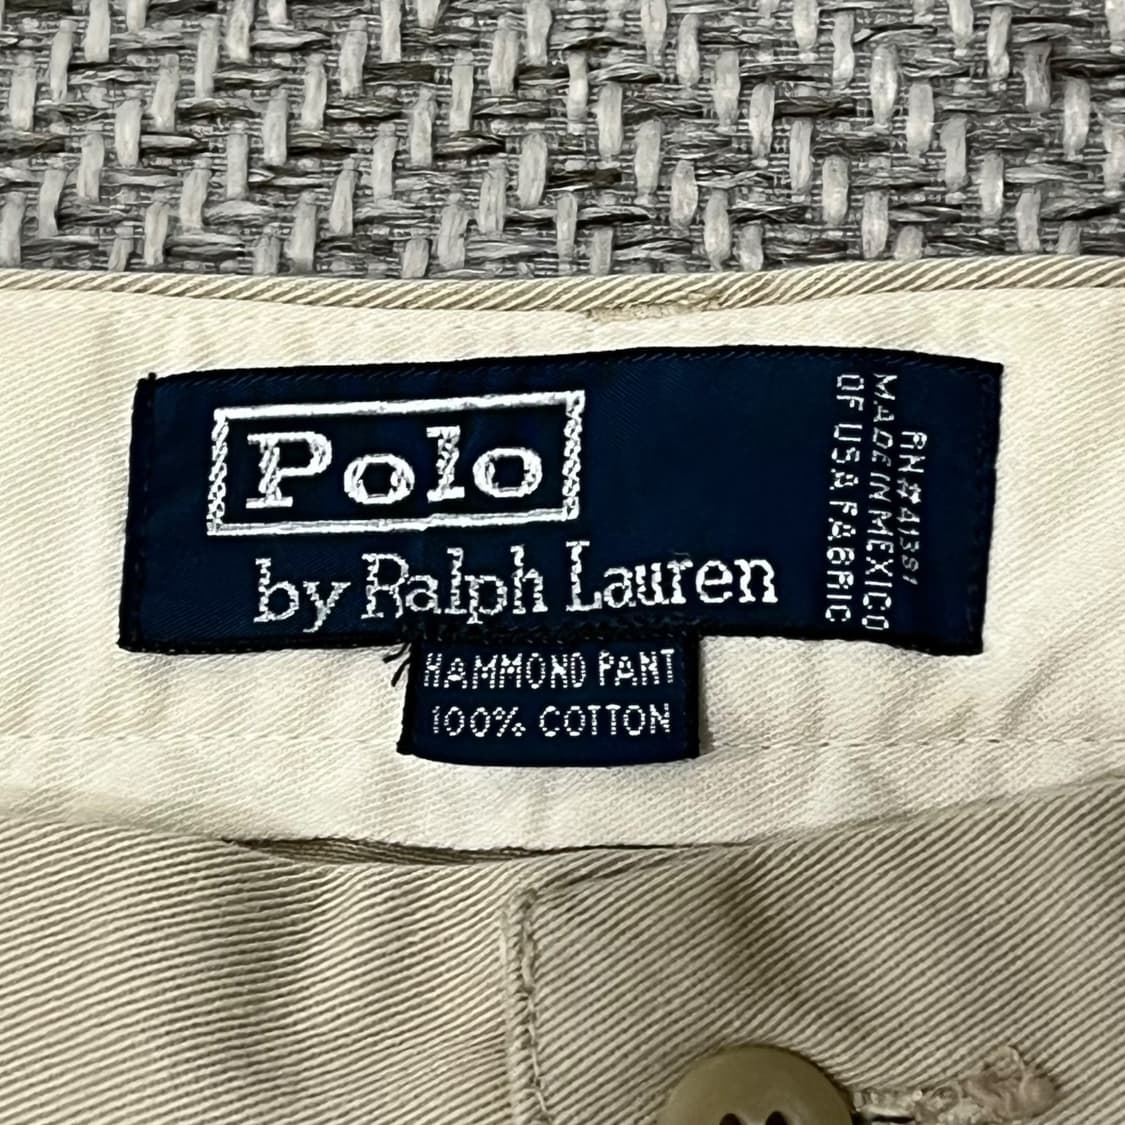 Polo
by Ralph Lauren
HAMMOND PANT
100% COTTON
RN#41381
MADE IN MEXICO
OF USA FABRIC